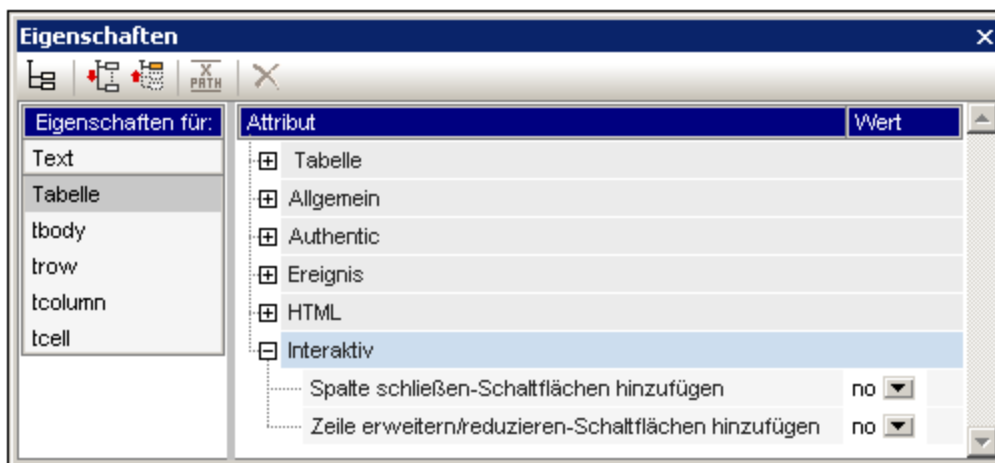 Eigenschaften
X PATH
Eigenschaften für:
Text
Tabelle
tbody
trow
tcolumn
tcell
Attribut Wert
Tabelle
Allgemein
Authentic
Ereignis
HTML
Interaktiv
Spalte schließen-Schaltflächen hinzufügen no
Zeile erweitern/reduzieren-Schaltflächen hinzufügen no